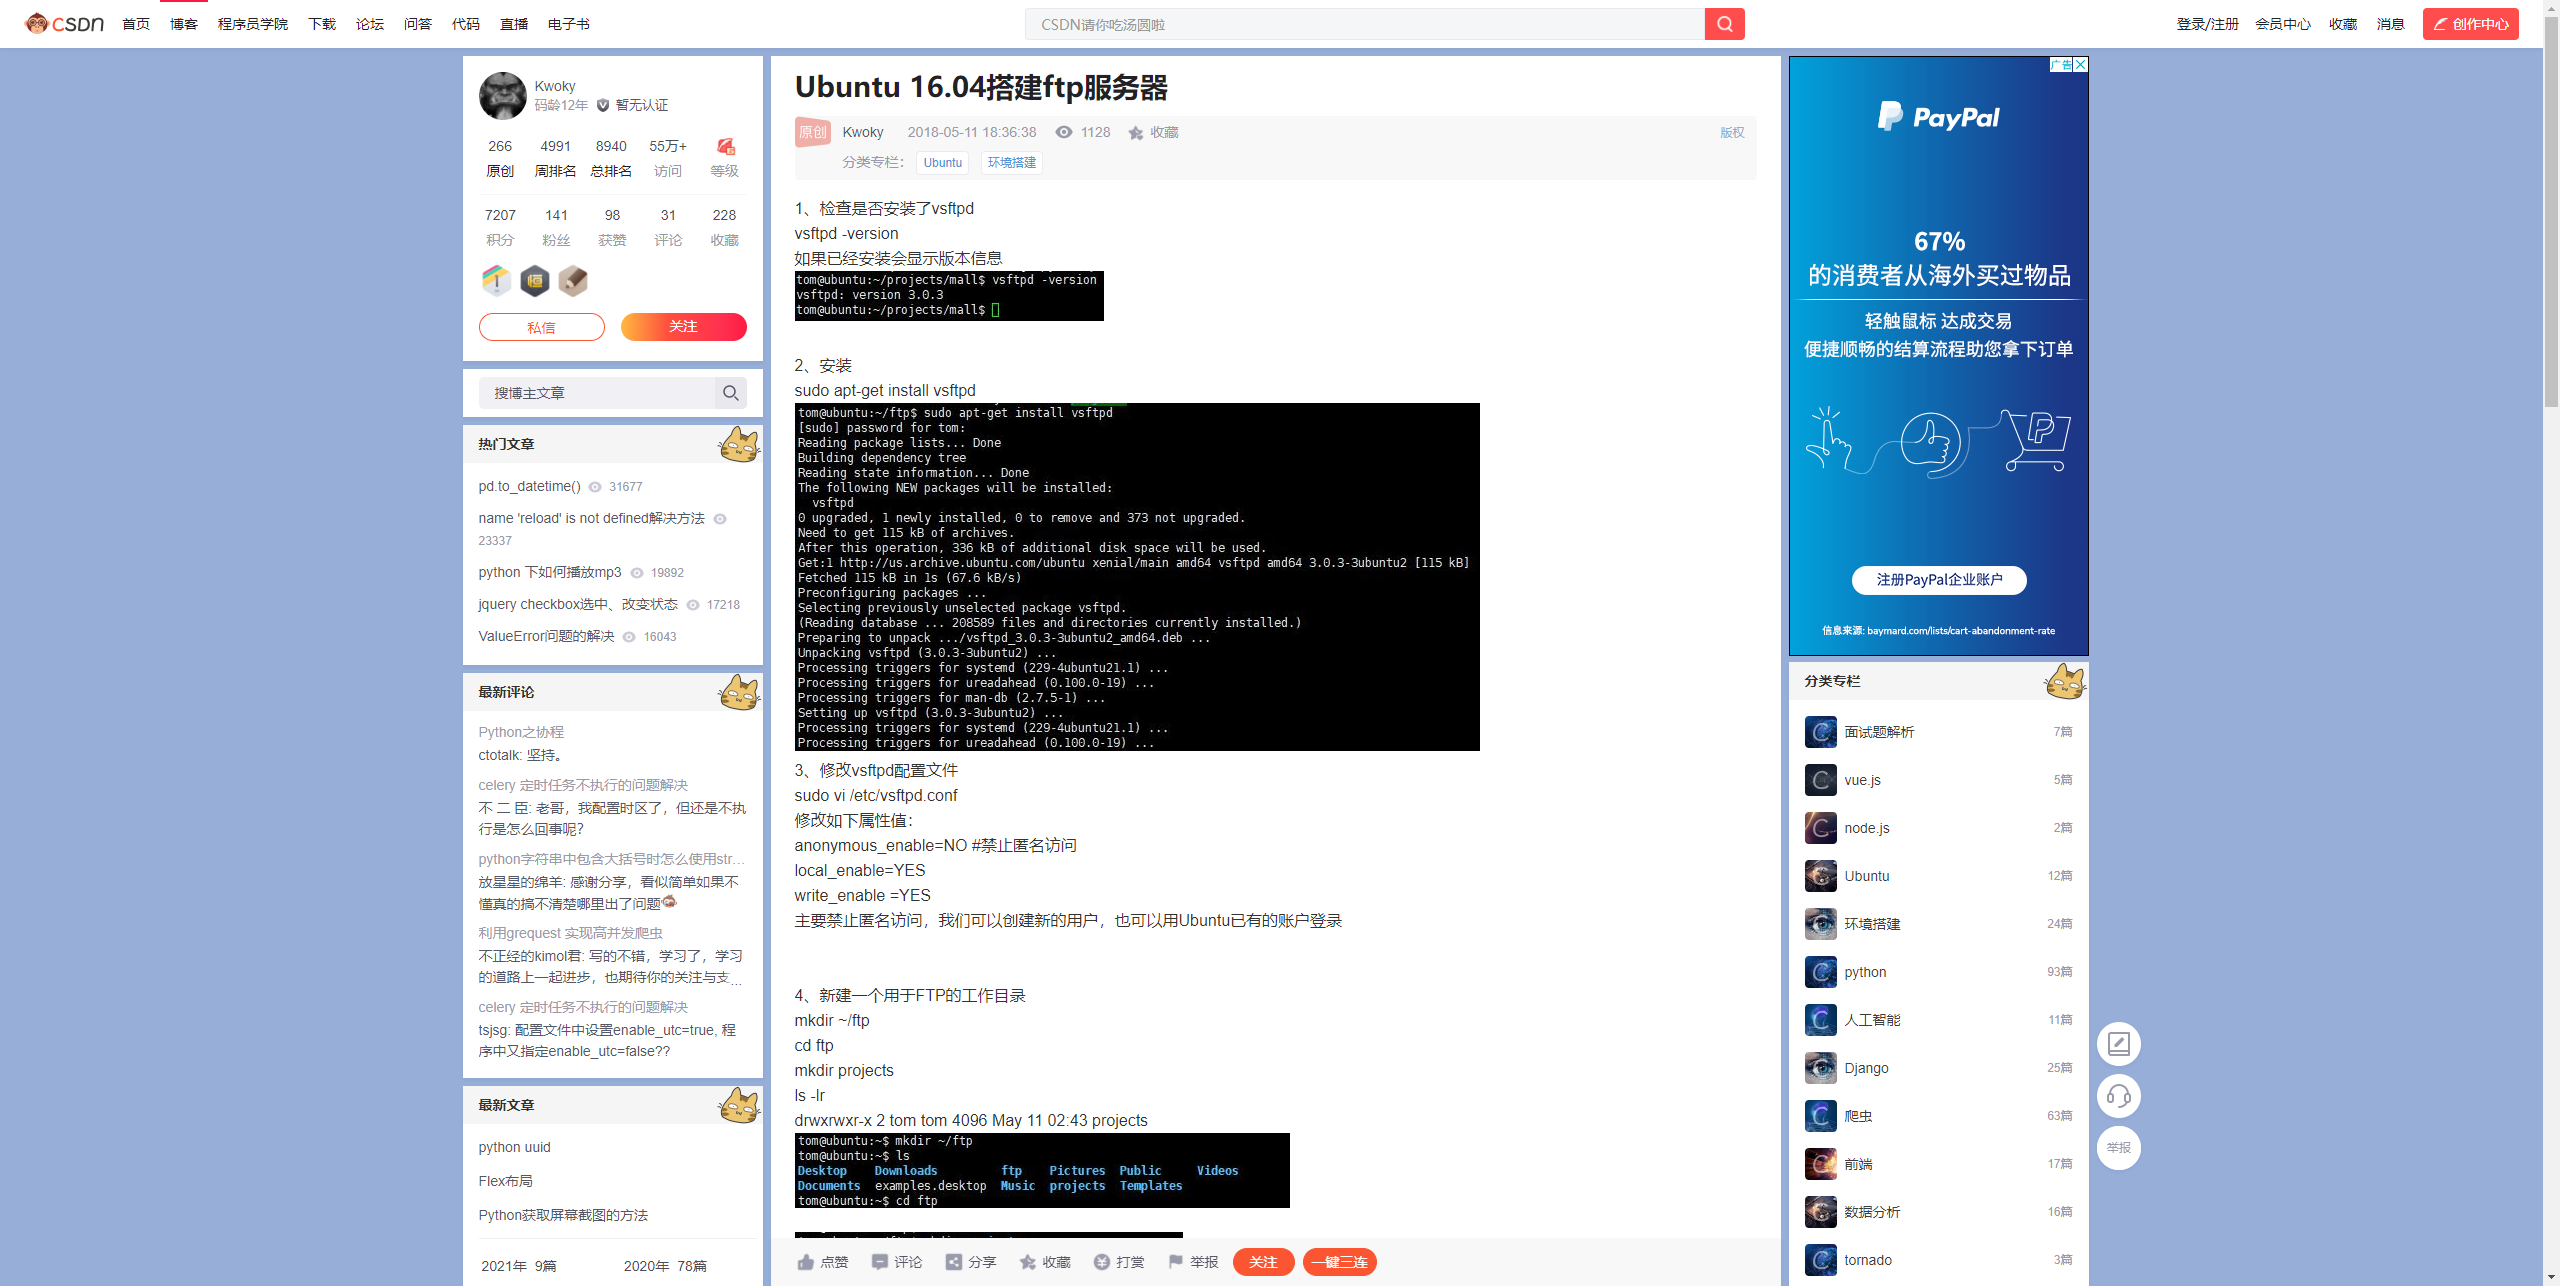 CSDN 首页 博客 程序员学院 下载 论坛 问答 代码 直播 电子书 CSDN请你吃汤圆啦 登录/注册 会员中心 收藏 消息 创作中心
Kwoky
码龄12年 暂无认证
266 4991 8940 55万+
原创 周排名 总排名 访问 等级
7207 141 98 31 228
积分 粉丝 获赞 评论 收藏
私信 关注
搜博主文章
热门文章
pd.to_datetime() 31677
name 'reload' is not defined解决方法
23337
python 下如何播放mp3 19892
jquery checkbox选中、改变状态 17218
ValueError问题的解决 16043
最新评论
Python之协程
ctotalk: 坚持。
celery 定时任务不执行的问题解决
不 二 臣: 老哥，我配置时区了，但还是不执
行是怎么回事呢?
python字符串中包含大括号时怎么使用str…
放星星的绵羊: 感谢分享，看似简单如果不
懂真的搞不清楚哪里出了问题
利用grequest 实现高并发爬虫
不正经的kimol君: 写的不错，学习了，学习
的道路上一起进步，也期待你的关注与支…
celery 定时任务不执行的问题解决
tsjsg: 配置文件中设置enable_utc=true, 程
序中又指定enable_utc=false??
最新文章
python uuid
Flex布局
Python获取屏幕截图的方法
2021年 9篇 2020年 78篇
Ubuntu 16.04搭建ftp服务器
原创 Kwoky 2018-05-11 18:36:38 1128 收藏 版权
分类专栏： Ubuntu 环境搭建
1、检查是否安装了vsftpd
vsftpd -version
如果已经安装会显示版本信息
tom@ubuntu:~/projects/mall$ vsftpd -version
vsftpd: version 3.0.3
tom@ubuntu:~/projects/mall$
2、安装
sudo apt-get install vsftpd
tom@ubuntu:~/ftp$ sudo apt-get install vsftpd
[sudo] password for tom:
Reading package lists... Done
Building dependency tree
Reading state information... Done
The following NEW packages will be installed:
vsftpd
0 upgraded, 1 newly installed, 0 to remove and 373 not upgraded.
Need to get 115 kB of archives.
After this operation, 336 kB of additional disk space will be used.
Get:1 http://us.archive.ubuntu.com/ubuntu xenial/main amd64 vsftpd amd64 3.0.3-3ubuntu2 [115 kB]
Fetched 115 kB in 1s (67.6 kB/s)
Preconfiguring packages ...
Selecting previously unselected package vsftpd.
(Reading database ... 208589 files and directories currently installed.)
Preparing to unpack .../vsftpd_3.0.3-3ubuntu2_amd64.deb ...
Unpacking vsftpd (3.0.3-3ubuntu2) ...
Processing triggers for systemd (229-4ubuntu21.1) ...
Processing triggers for ureadahead (0.100.0-19) ...
Processing triggers for man-db (2.7.5-1) ...
Setting up vsftpd (3.0.3-3ubuntu2) ...
Processing triggers for systemd (229-4ubuntu21.1) ...
Processing triggers for ureadahead (0.100.0-19) ...
3、修改vsftpd配置文件
sudo vi /etc/vsftpd.conf
修改如下属性值：
anonymous_enable=NO #禁止匿名访问
local_enable=YES
write_enable =YES
主要禁止匿名访问，我们可以创建新的用户，也可以用Ubuntu已有的账户登录
4、新建一个用于FTP的工作目录
mkdir ~/ftp
cd ftp
mkdir projects
ls -lr
drwxrwxr-x 2 tom tom 4096 May 11 02:43 projects
tom@ubuntu:~$ mkdir ~/ftp
tom@ubuntu:~$ ls
Desktop Downloads ftp Pictures Public Videos
Documents examples.desktop Music projects Templates
tom@ubuntu:~$ cd ftp
点赞 评论 分享 收藏 打赏 举报 关注 一键三连
广告
PayPal
67%
的消费者从海外买过物品
轻触鼠标 达成交易
便捷顺畅的结算流程助您拿下订单
注册PayPal企业账户
信息来源: baymard.com/lists/cart-abandonment-rate
分类专栏
面试题解析 7篇
vue.js 5篇
node.js 2篇
Ubuntu 12篇
环境搭建 24篇
python 93篇
人工智能 11篇
Django 25篇
爬虫 63篇
前端 17篇
数据分析 16篇
tornado 3篇
举报